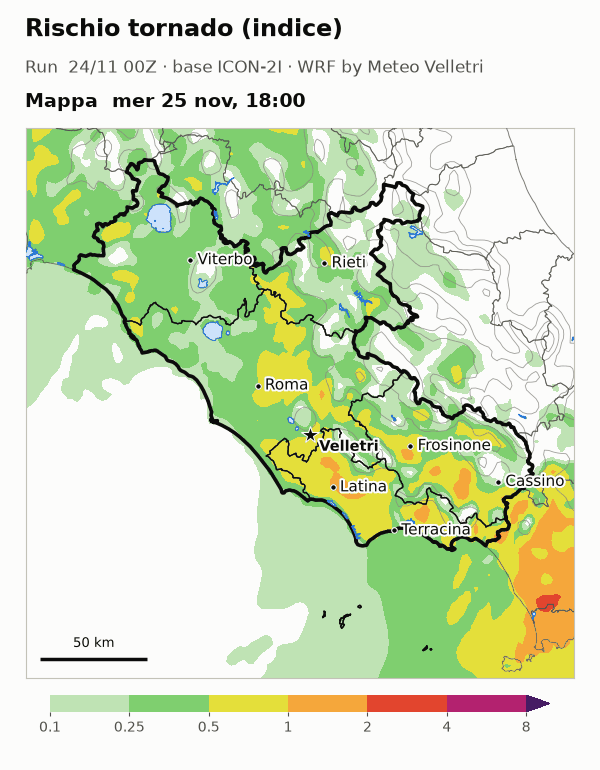 Rischio tornado (indice)
Run 24/11 00Z · base ICON-2I · WRF by Meteo Velletri
Mappa mer 25 nov, 18:00
Viterbo
Rieti
Roma
Velletri
Frosinone
Latina
Cassino
Terracina
50 km
0.1 0.25 0.5 1 2 4 8